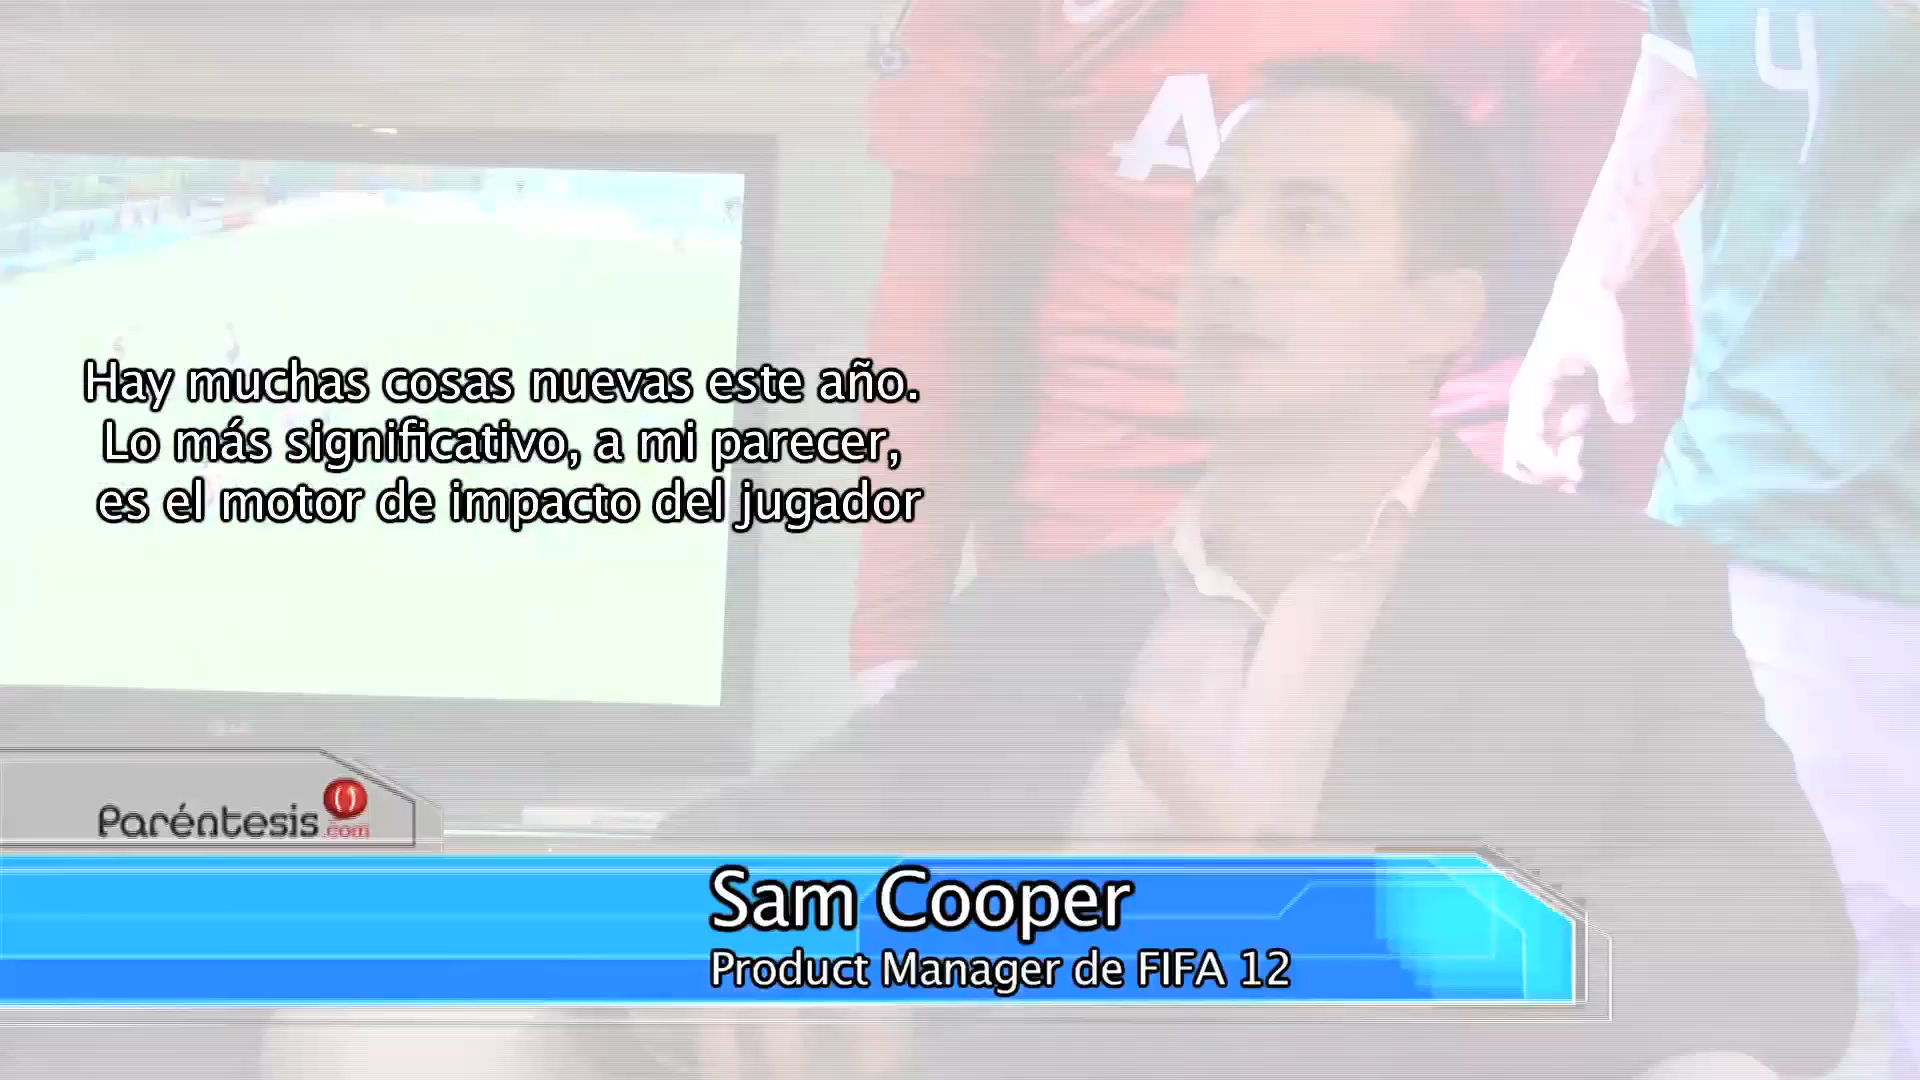 Hay muchas cosas nuevas este año.
Lo más significativo, a mi parecer,
es el motor de impacto del jugador
Paréntesis.com
Sam Cooper
Product Manager de FIFA 12